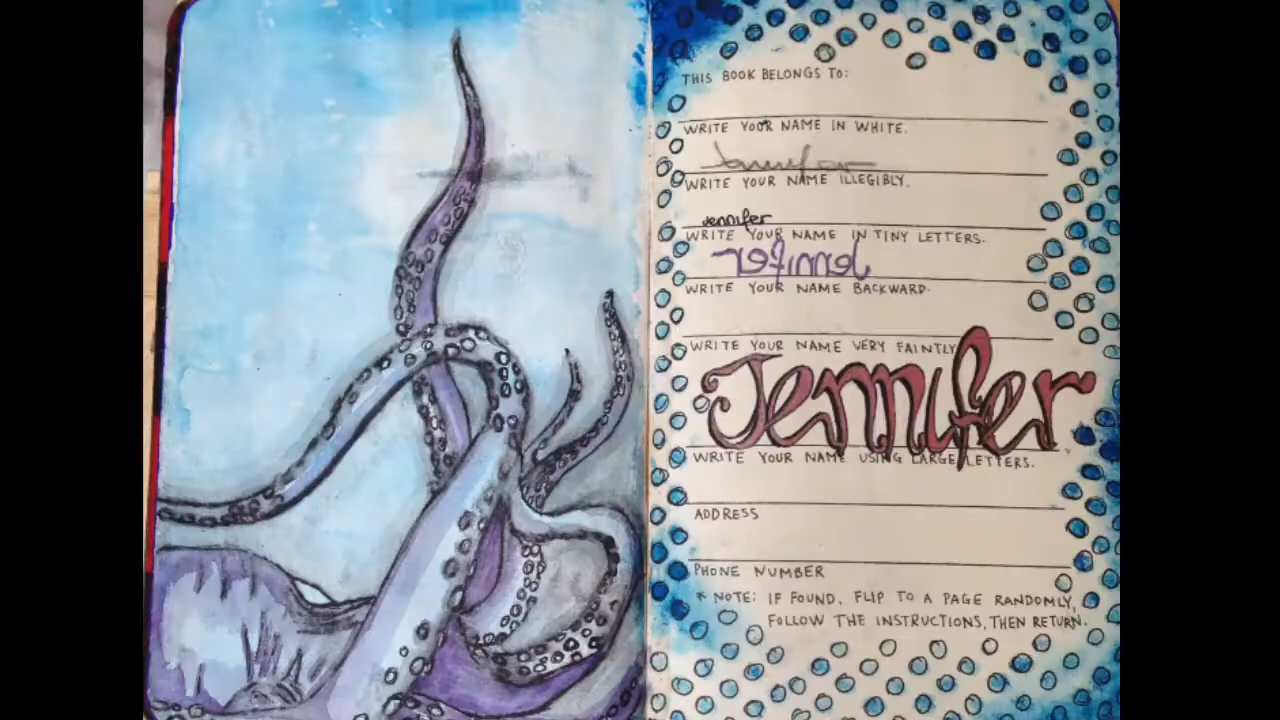 THIS BOOK BELONGS TO:
WRITE YOUR NAME IN WHITE.
Jennifer
WRITE YOUR NAME ILLEGIBLY.
Jennifer
WRITE YOUR NAME IN TINY LETTERS.
refinneJ
WRITE YOUR NAME BACKWARD.
WRITE YOUR NAME VERY FAINTLY
Jennifer
WRITE YOUR NAME USING LARGE LETTERS.
ADDRESS
PHONE NUMBER
* NOTE: IF FOUND, FLIP TO A PAGE RANDOMLY,
FOLLOW THE INSTRUCTIONS, THEN RETURN.